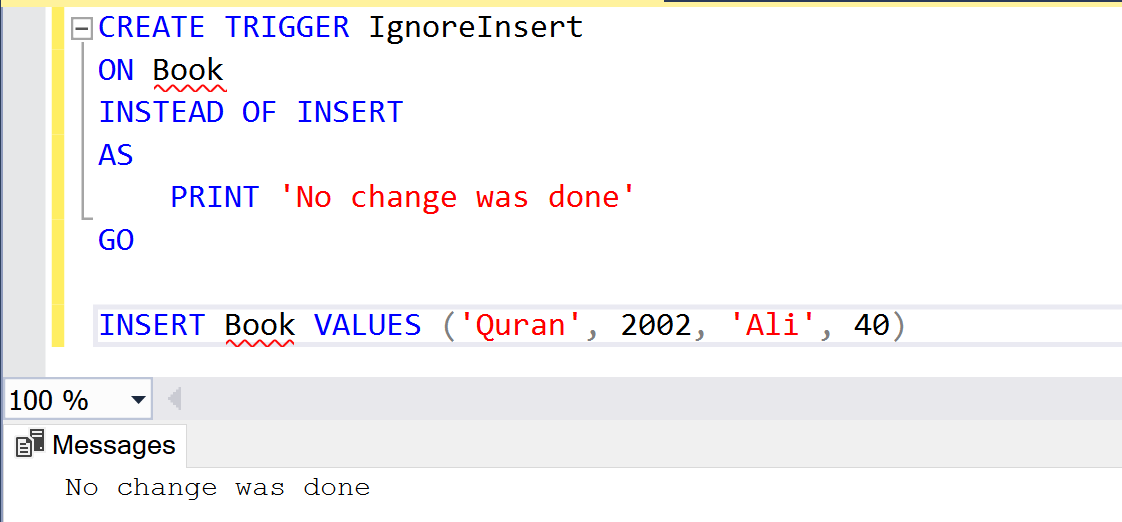 CREATE TRIGGER IgnoreInsert
ON Book
INSTEAD OF INSERT
AS
PRINT 'No change was done'
GO
INSERT Book VALUES ('Quran', 2002, 'Ali', 40)
100 %
Messages
No change was done